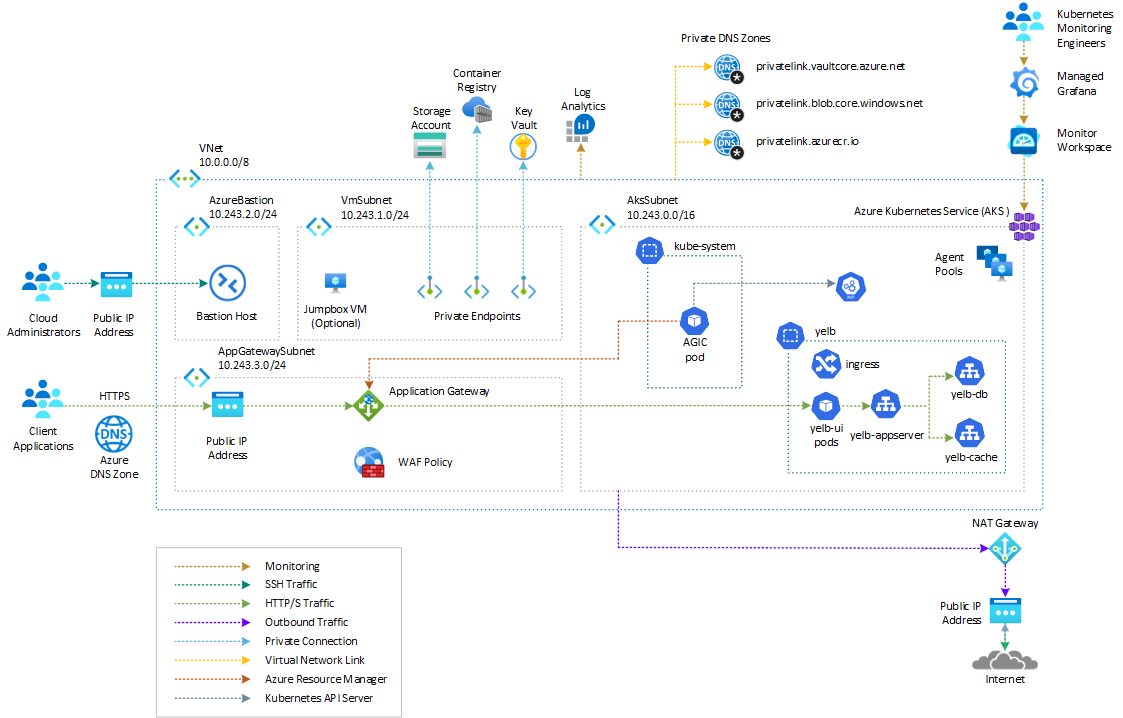 Kubernetes
Monitoring
Engineers
Private DNS Zones
privatelink.vaultcore.azure.net
Managed
Grafana
Container
Registry
Log
Analytics
privatelink.blob.core.windows.net
Storage
Account
Key
Vault
privatelink.azurecr.io
Monitor
Workspace
VNet
10.0.0.0/8
AzureBastion
10.243.2.0/24
VmSubnet
10.243.1.0/24
AksSubnet
10.243.0.0/16
Azure Kubernetes Service (AKS )
kube-system
Agent
Pools
DNS
DNS
DNS
api
Cloud
Administrators
Public IP
Address
Bastion Host
Jumpbox VM
(Optional)
Private Endpoints
AGIC
pod
yelb
AppGatewaySubnet
10.243.3.0/24
ingress
HTTPS
Application Gateway
yelb-db
Client
Applications
DNS
Azure
DNS Zone
Public IP
Address
yelb-ui
pods
yelb-appserver
yelb-cache
WAF Policy
NAT Gateway
Monitoring
SSH Traffic
HTTP/S Traffic
Outbound Traffic
Private Connection
Virtual Network Link
Azure Resource Manager
Kubernetes API Server
Public IP
Address
Internet